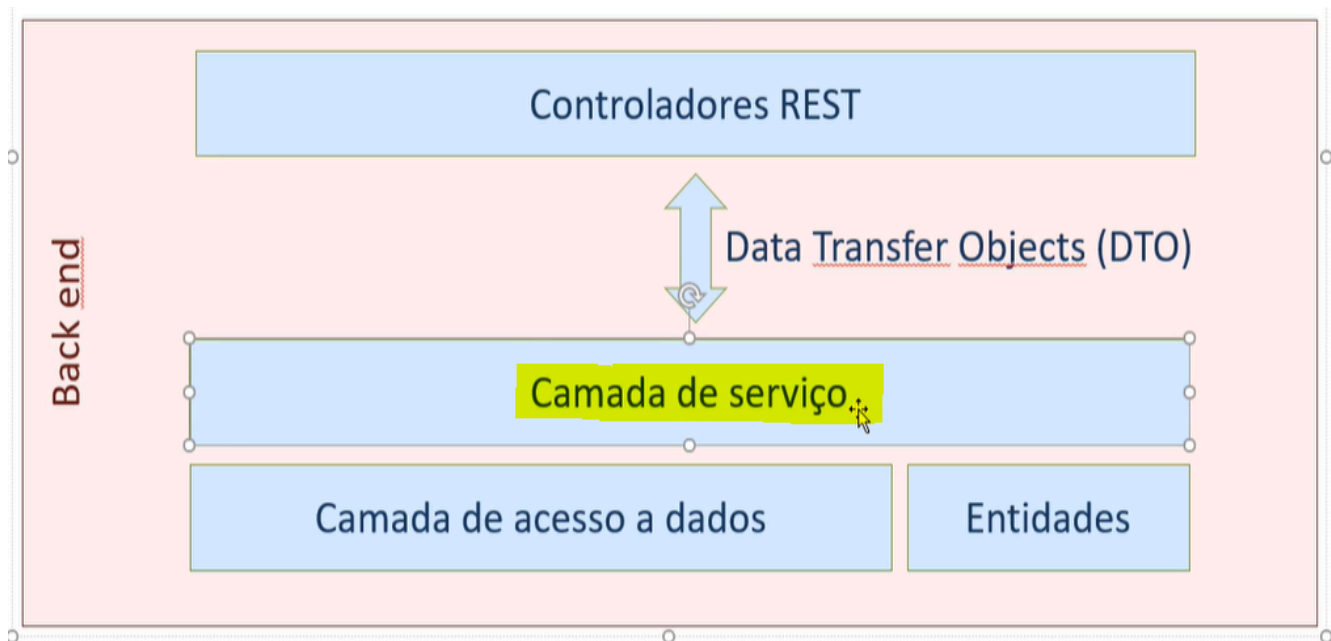 Controladores REST
Back end
Data Transfer Objects (DTO)
Camada de serviço
Camada de acesso a dados
Entidades